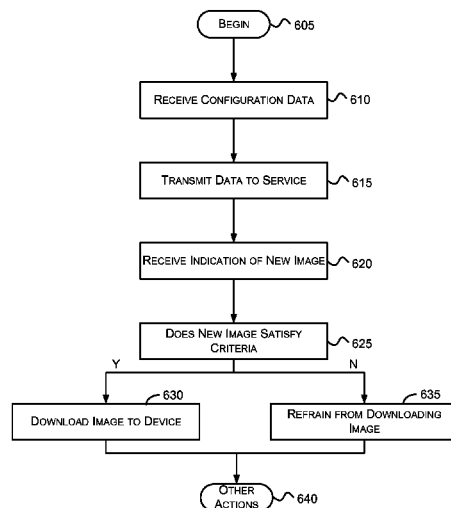 BEGIN
605
RECEIVE CONFIGURATION DATA
610
TRANSMIT DATA TO SERVICE
615
RECEIVE INDICATION OF NEW IMAGE
620
DOES NEW IMAGE SATISFY
CRITERIA
625
Y
N
630
635
DOWNLOAD IMAGE TO DEVICE
REFRAIN FROM DOWNLOADING
IMAGE
OTHER
ACTIONS
640